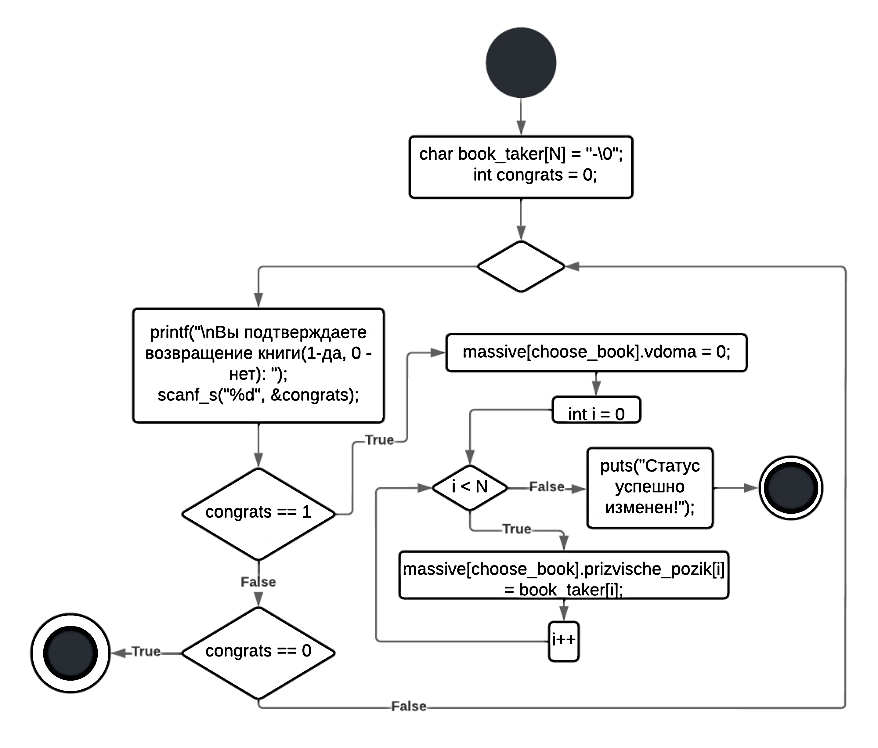 char book_taker[N] = "-\0";
int congrats = 0;
printf("\nВы подтверждаете
возвращение книги(1-да, 0 -
нет): ");
scanf_s("%d", &congrats);
massive[choose_book].vdoma = 0;
int i = 0
True
congrats == 1
i < N
False
puts("Статус
успешно
изменен!");
True
massive[choose_book].prizvische_pozik[i]
= book_taker[i];
i++
False
congrats == 0
True
False